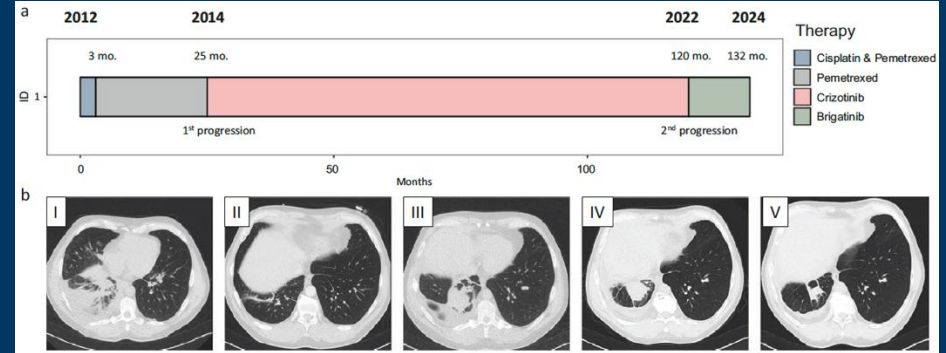 a
2012 2014 2022 2024
3 mo. 25 mo. 120 mo. 132 mo.
ID 1
1st progression 2nd progression
0 50 100
Months
Therapy
Cisplatin & Pemetrexed
Pemetrexed
Crizotinib
Brigatinib
b
I II III IV V